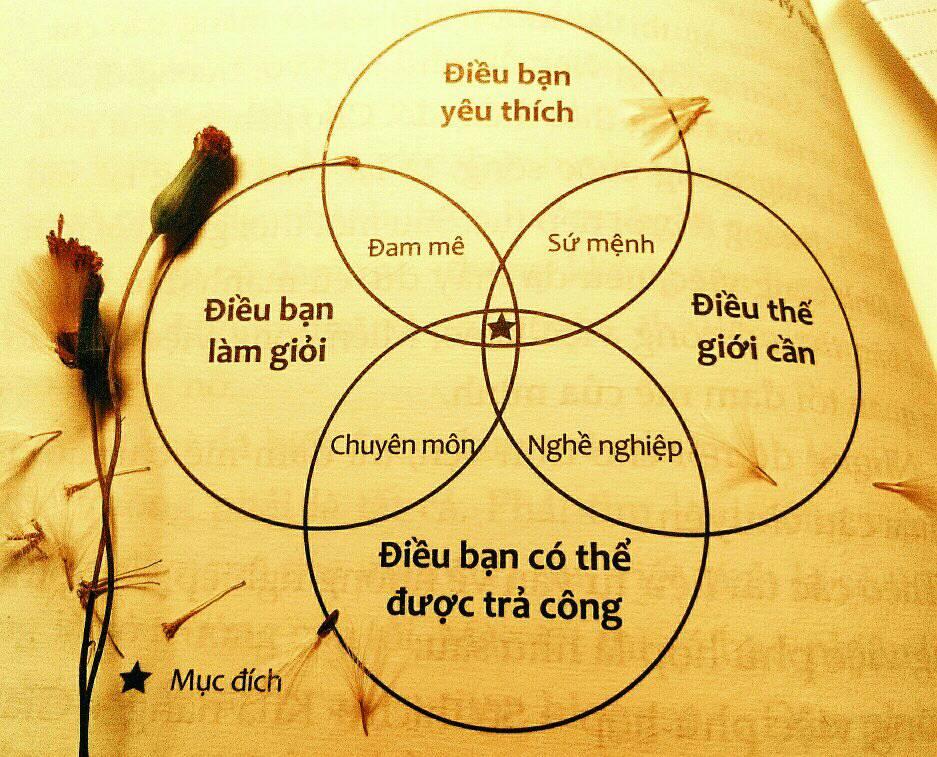 Điều bạn
yêu thích
Đam mê
Sứ mệnh
Điều bạn
làm giỏi
Điều thế
giới cần
Chuyên môn
Nghề nghiệp
Điều bạn có thể
được trả công
Mục đích